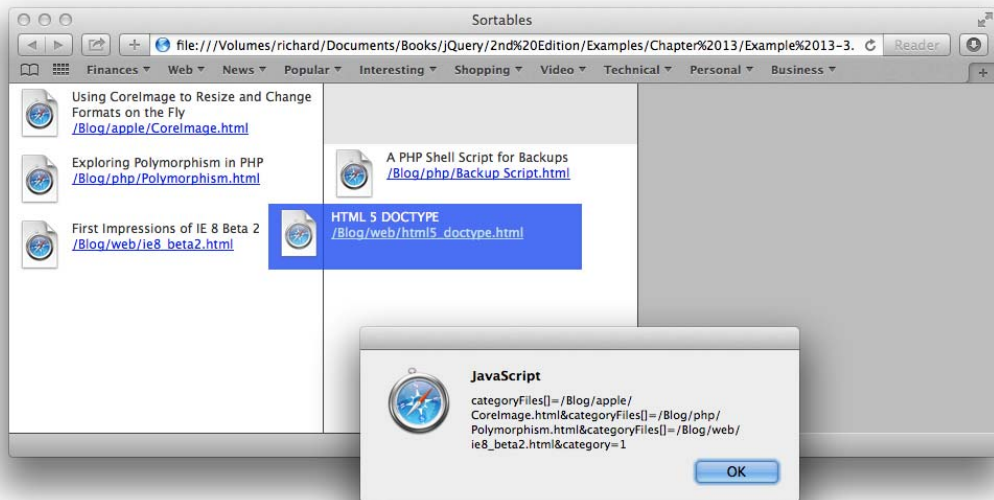 Sortables
file:///Volumes/richard/Documents/Books/jQuery/2nd%20Edition/Examples/Chapter%2013/Example%2013-3.
Reader
Finances Web News Popular Interesting Shopping Video Technical Personal Business
Using CoreImage to Resize and Change
Formats on the Fly
/Blog/apple/CoreImage.html
Exploring Polymorphism in PHP
/Blog/php/Polymorphism.html
First Impressions of IE 8 Beta 2
/Blog/web/ie8_beta2.html
A PHP Shell Script for Backups
/Blog/php/Backup Script.html
HTML 5 DOCTYPE
/Blog/web/html5_doctype.html
JavaScript
categoryFiles[]=/Blog/apple/
CoreImage.html&categoryFiles[]=/Blog/php/
Polymorphism.html&categoryFiles[]=/Blog/web/
ie8_beta2.html&category=1
OK